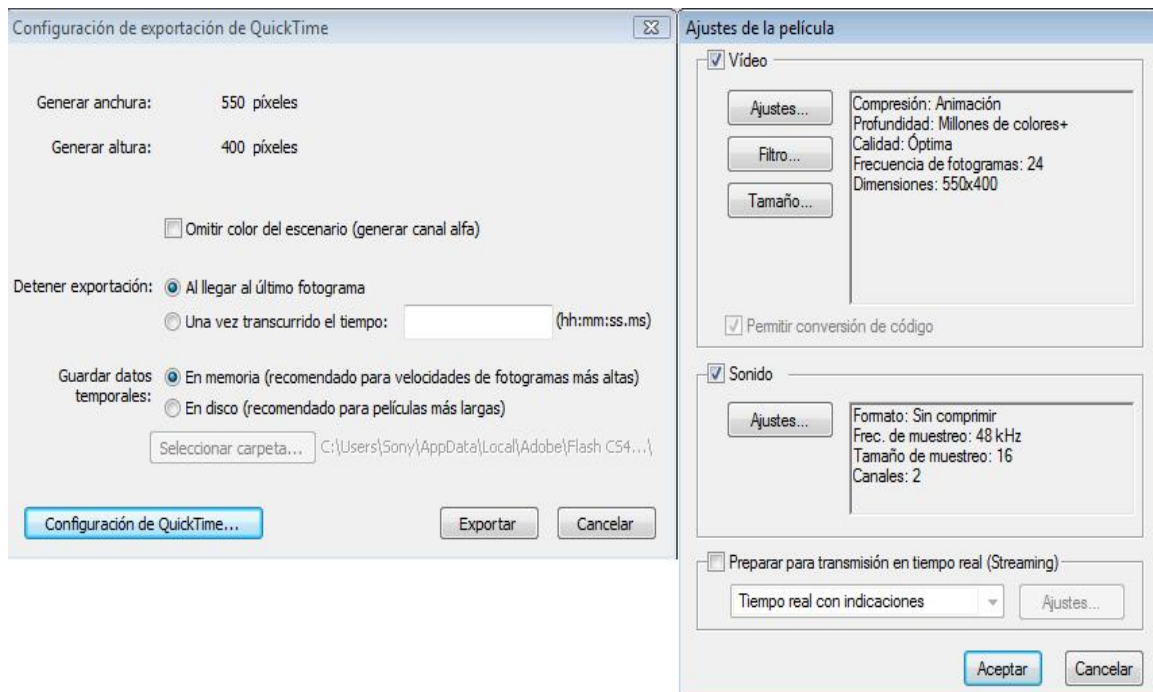 Configuración de exportación de QuickTime
Generar anchura: 550 píxeles
Generar altura: 400 píxeles
Omitir color del escenario (generar canal alfa)
Detener exportación: Al llegar al último fotograma
Una vez transcurrido el tiempo: (hh:mm:ss.ms)
Guardar datos temporales: En memoria (recomendado para velocidades de fotogramas más altas)
En disco (recomendado para películas más largas)
Seleccionar carpeta... C:\Users\Sony\AppData\Local\Adobe\Flash CS4...\
Configuración de QuickTime... Exportar Cancelar
Ajustes de la película
Vídeo
Ajustes...
Filtro...
Tamaño...
Compresión: Animación
Profundidad: Millones de colores+
Calidad: Óptima
Frecuencia de fotogramas: 24
Dimensiones: 550x400
Permitir conversión de código
Sonido
Ajustes...
Formato: Sin comprimir
Frec. de muestreo: 48 kHz
Tamaño de muestreo: 16
Canales: 2
Preparar para transmisión en tiempo real (Streaming)
Tiempo real con indicaciones Ajustes...
Aceptar Cancelar